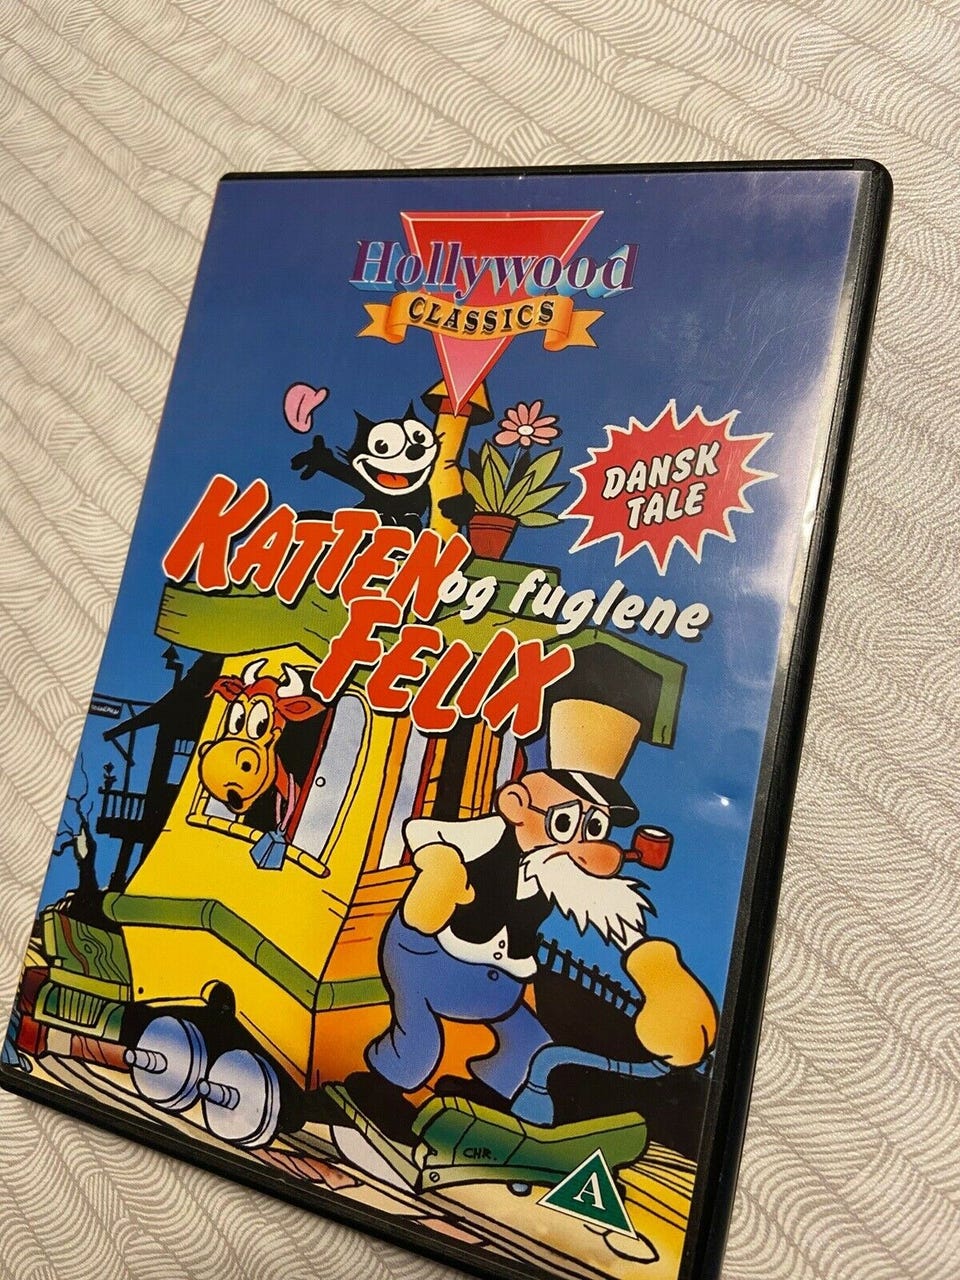 Hollywood
CLASSICS
DANSK
TALE
KATTEN
og fuglene
FELIX
CHR.
A